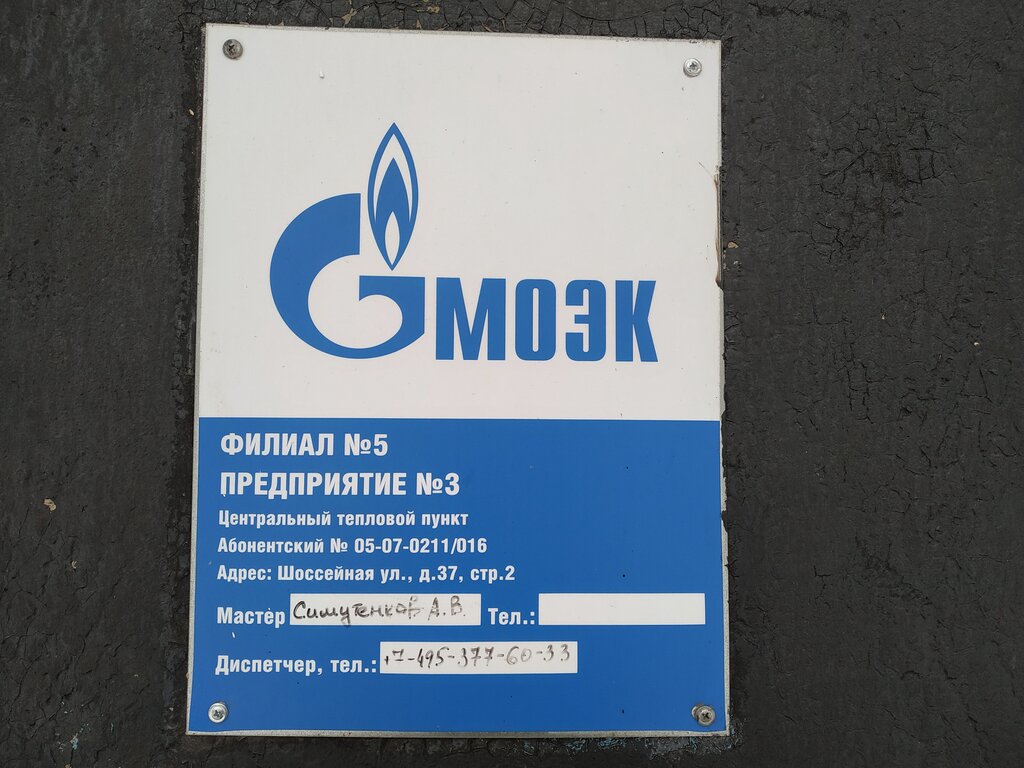 МОЭК
ФИЛИАЛ №5
ПРЕДПРИЯТИЕ №3
Центральный тепловой пункт
Абонентский № 05-07-0211/016
Адрес: Шоссейная ул., д.37, стр.2
Мастер Симутенков А.В. Тел.:
Диспетчер, тел.: +7-495-377-60-33